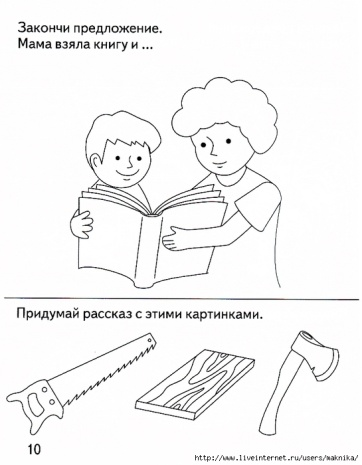 Закончи предложение.
Мама взяла книгу и ...
Придумай рассказ с этими картинками.
10
http://www.liveinternet.ru/users/maknika/